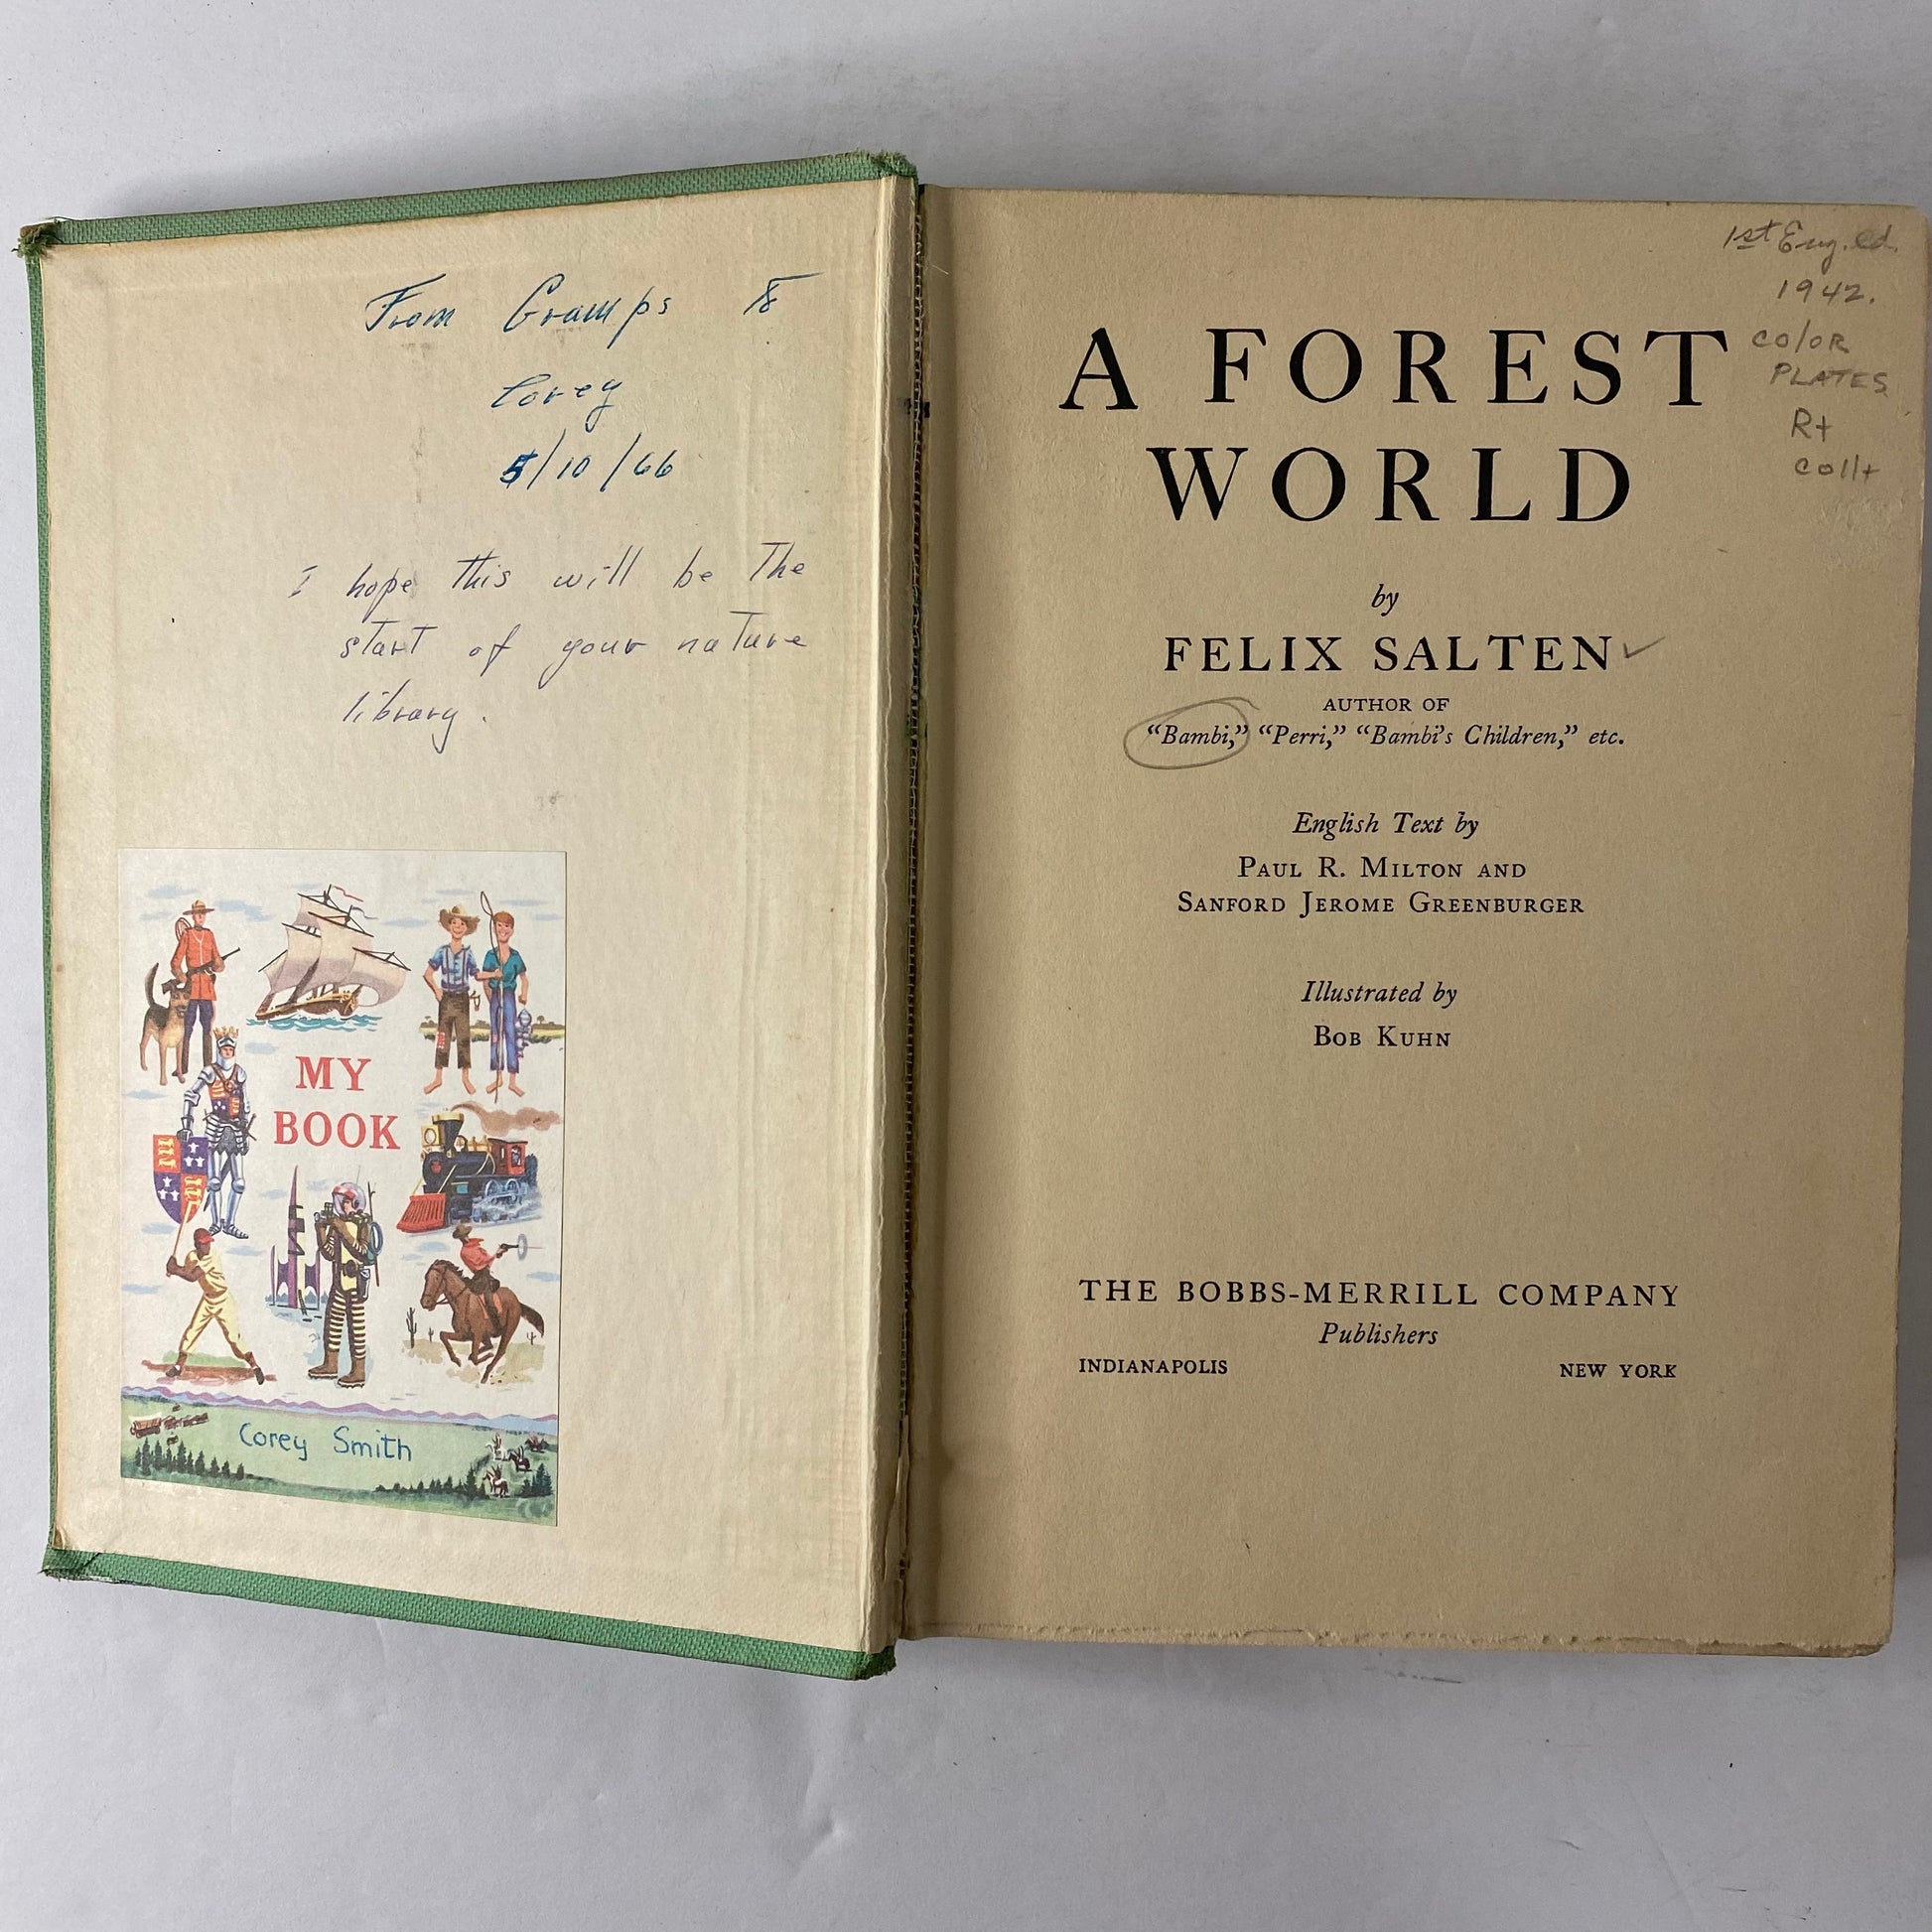 From Gramps to
Corey
5/10/66
I hope this will be the
start of your nature
library.
MY
BOOK
Corey Smith
1st Eng. ed.
1942.
COLOR
PLATES
R+
coll+
A FOREST
WORLD
by
FELIX SALTEN
AUTHOR OF
“Bambi,” “Perri,” “Bambi’s Children,” etc.
English Text by
PAUL R. MILTON AND
SANFORD JEROME GREENBURGER
Illustrated by
BOB KUHN
THE BOBBS-MERRILL COMPANY
Publishers
INDIANAPOLIS NEW YORK